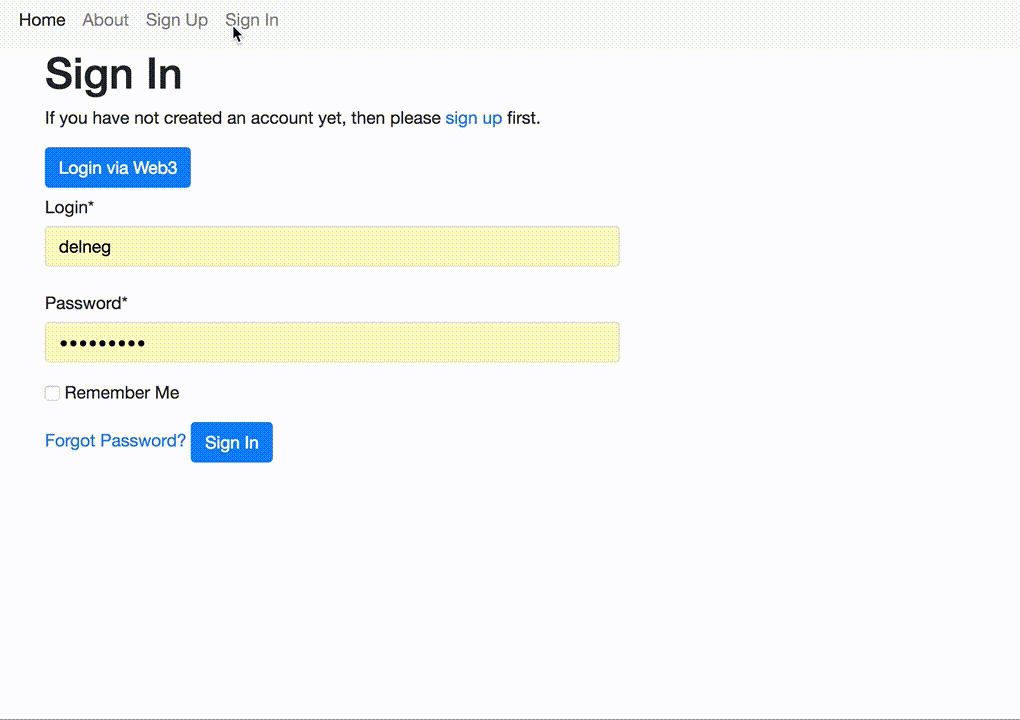 Home About Sign Up Sign In
Sign In
If you have not created an account yet, then please sign up first.
Login via Web3
Login*
delneg
Password*
•••••••••
Remember Me
Forgot Password? Sign In